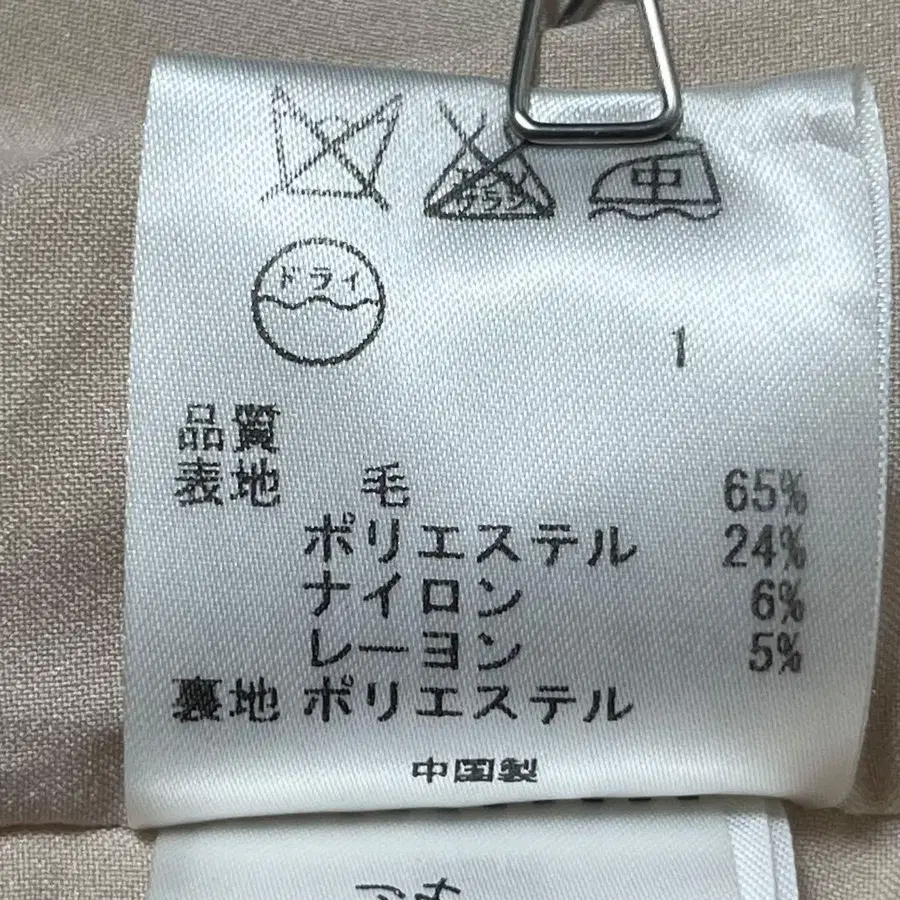 中
ドライ
1
品質
表地 毛 65%
ポリエステル 24%
ナイロン 6%
レーヨン 5%
裏地 ポリエステル
中国製